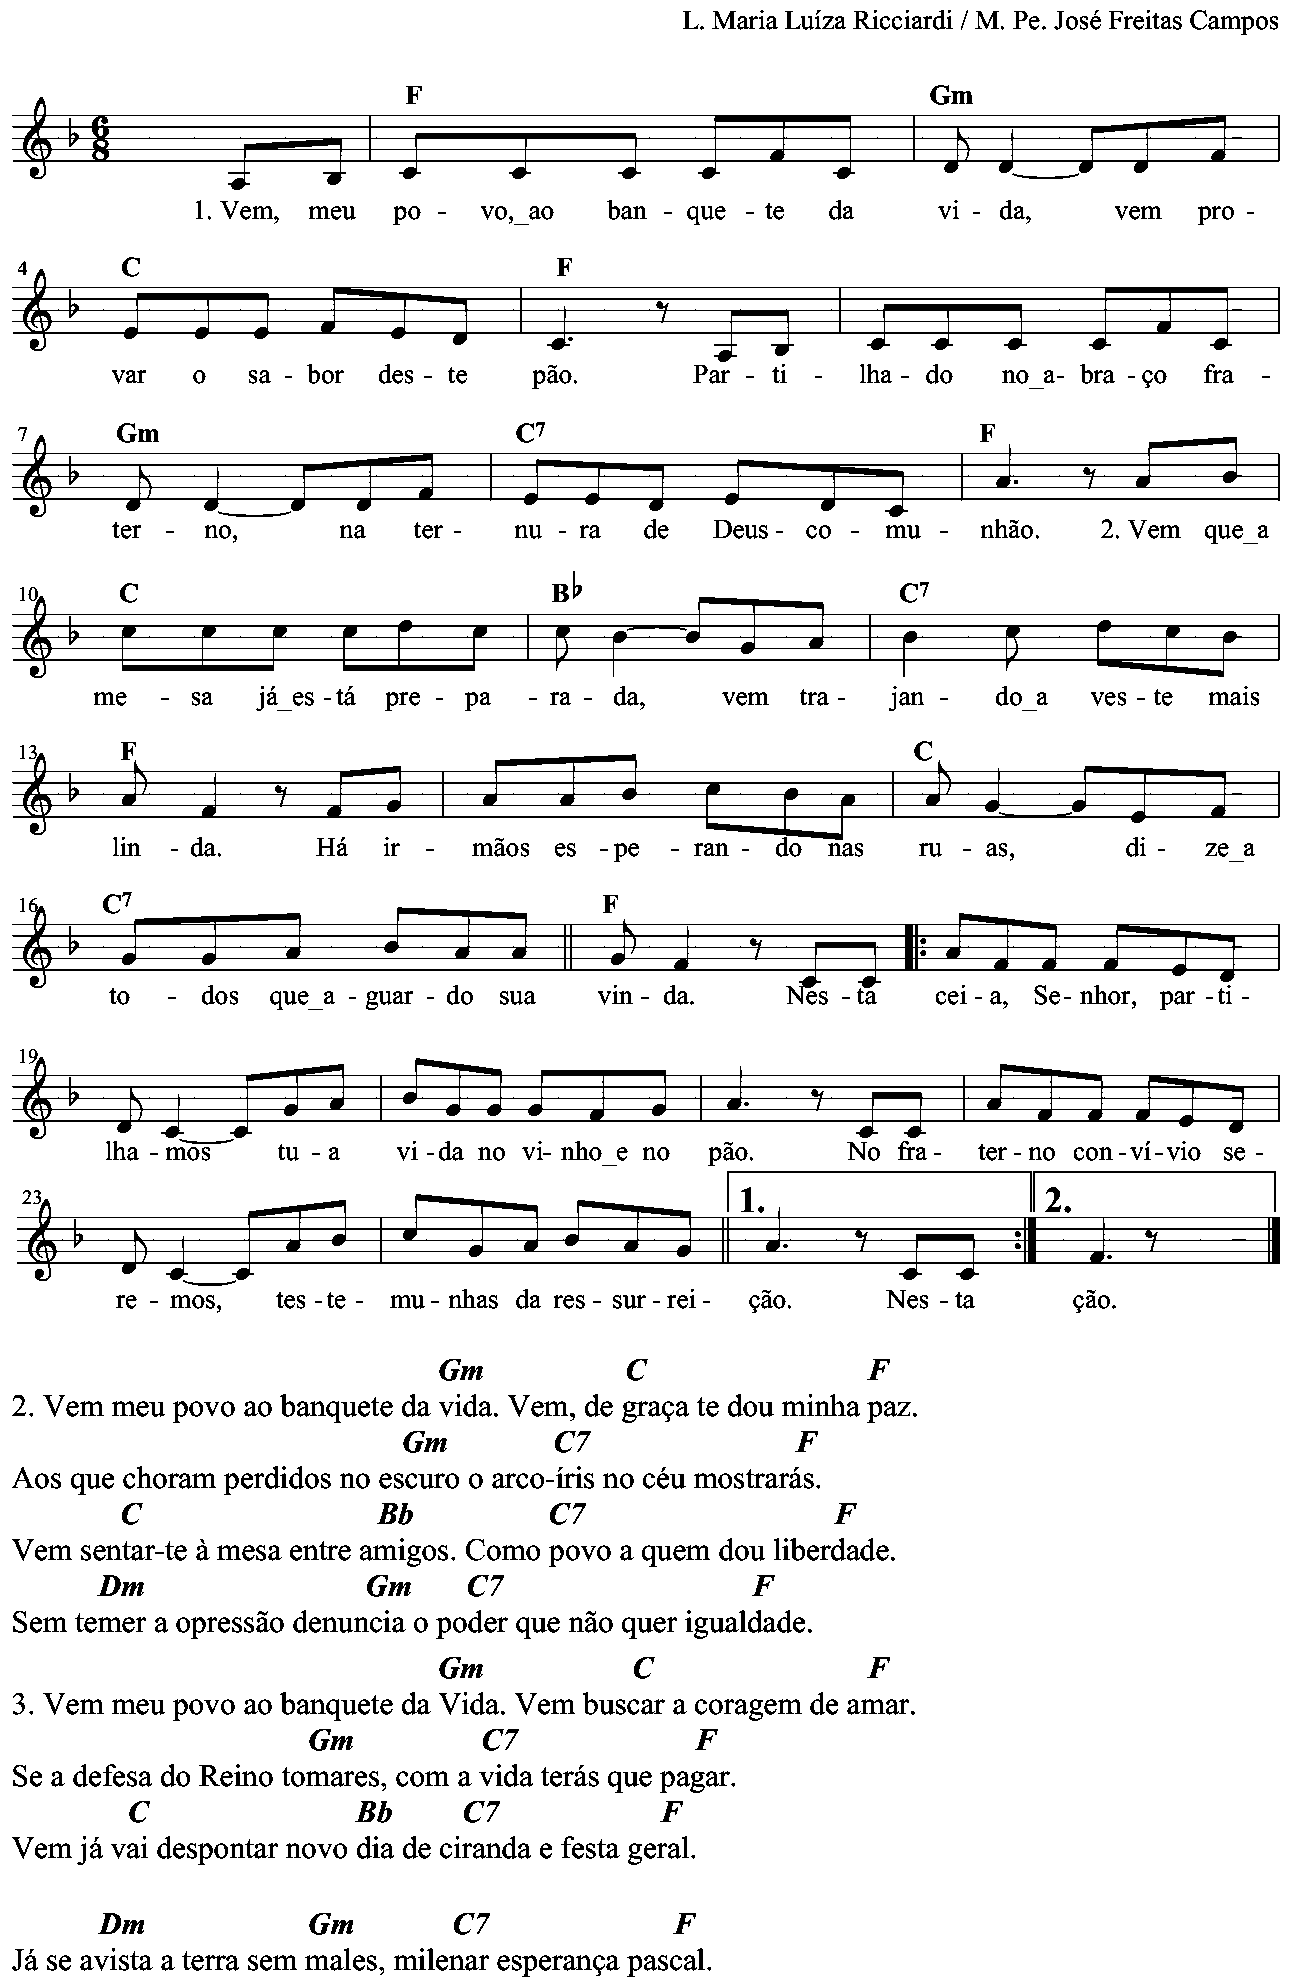 L. Maria Luíza Ricciardi / M. Pe. José Freitas Campos
F Gm
1. Vem, meu po - vo,_ao ban - que - te da vi - da, vem pro -
4 C F
var o sa - bor des - te pão. Par - ti - lha - do no_a - bra - ço fra -
7 Gm C7 F
ter - no, na ter - nu - ra de Deus - co - mu - nhão. 2. Vem que_a
10 C B♭ C7
me - sa já_es - tá pre - pa - ra - da, vem tra - jan - do_a ves - te mais
13 F C
lin - da. Há ir - mãos es - pe - ran - do nas ru - as, di - ze_a
16 C7 F
to - dos que_a - guar - do sua vin - da. Nes - ta cei - a, Se - nhor, par - ti -
19
lha - mos tu - a vi - da no vi - nho_e no pão. No fra - ter - no con - ví - vio se -
23 1. 2.
re - mos, tes - te - mu - nhas da res - sur - rei - ção. Nes - ta ção.
Gm C F
2. Vem meu povo ao banquete da vida. Vem, de graça te dou minha paz.
Gm C7 F
Aos que choram perdidos no escuro o arco-íris no céu mostrarás.
C Bb C7 F
Vem sentar-te à mesa entre amigos. Como povo a quem dou liberdade.
Dm Gm C7 F
Sem temer a opressão denuncia o poder que não quer igualdade.
Gm C F
3. Vem meu povo ao banquete da Vida. Vem buscar a coragem de amar.
Gm C7 F
Se a defesa do Reino tomares, com a vida terás que pagar.
C Bb C7 F
Vem já vai despontar novo dia de ciranda e festa geral.
Dm Gm C7 F
Já se avista a terra sem males, milenar esperança pascal.